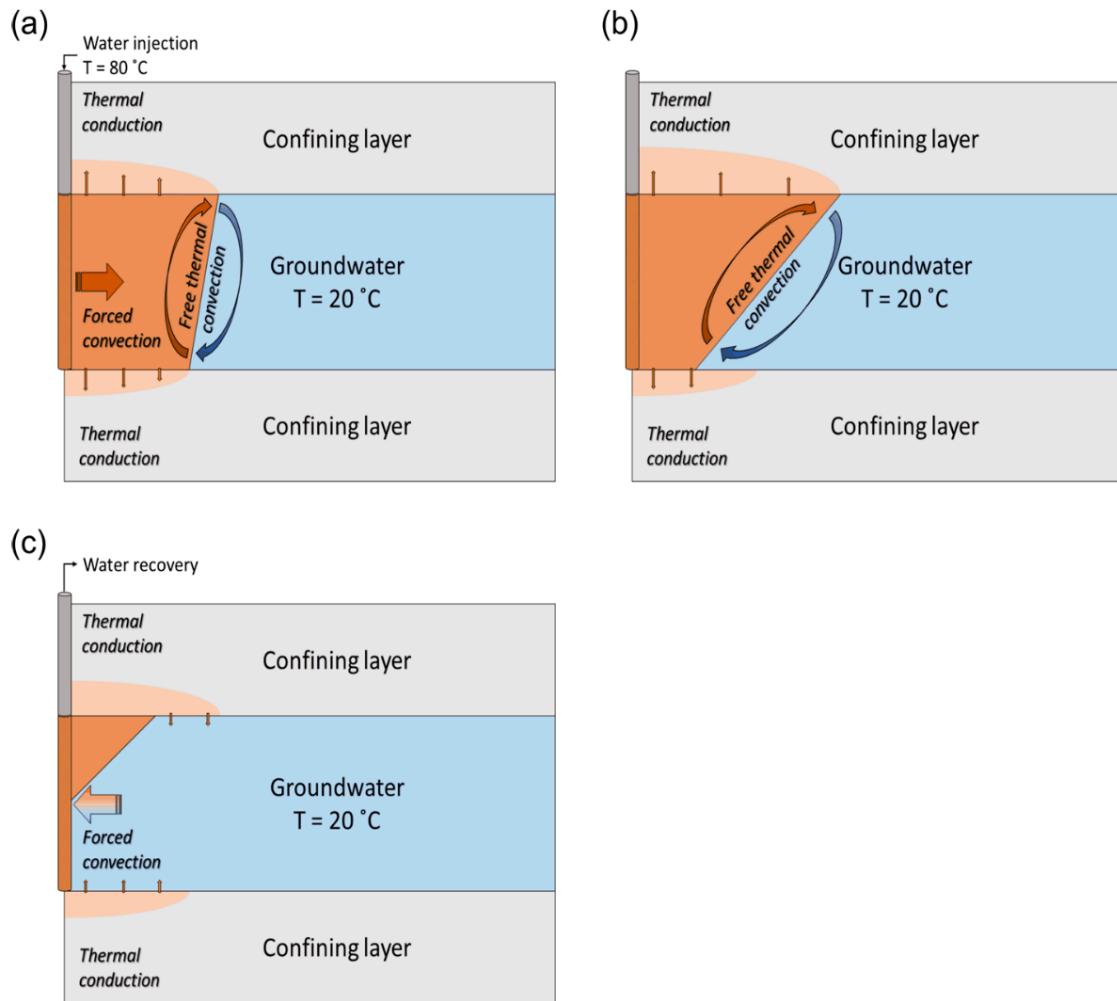 (a)
Water injection
T = 80 ˚C
Thermal
conduction
Confining layer
Forced
convection
Free thermal
convection
Groundwater
T = 20 ˚C
Thermal
conduction
Confining layer
(b)
Thermal
conduction
Confining layer
Free thermal
convection
Groundwater
T = 20 ˚C
Thermal
conduction
Confining layer
(c)
Water recovery
Thermal
conduction
Confining layer
Groundwater
T = 20 ˚C
Forced
convection
Thermal
conduction
Confining layer